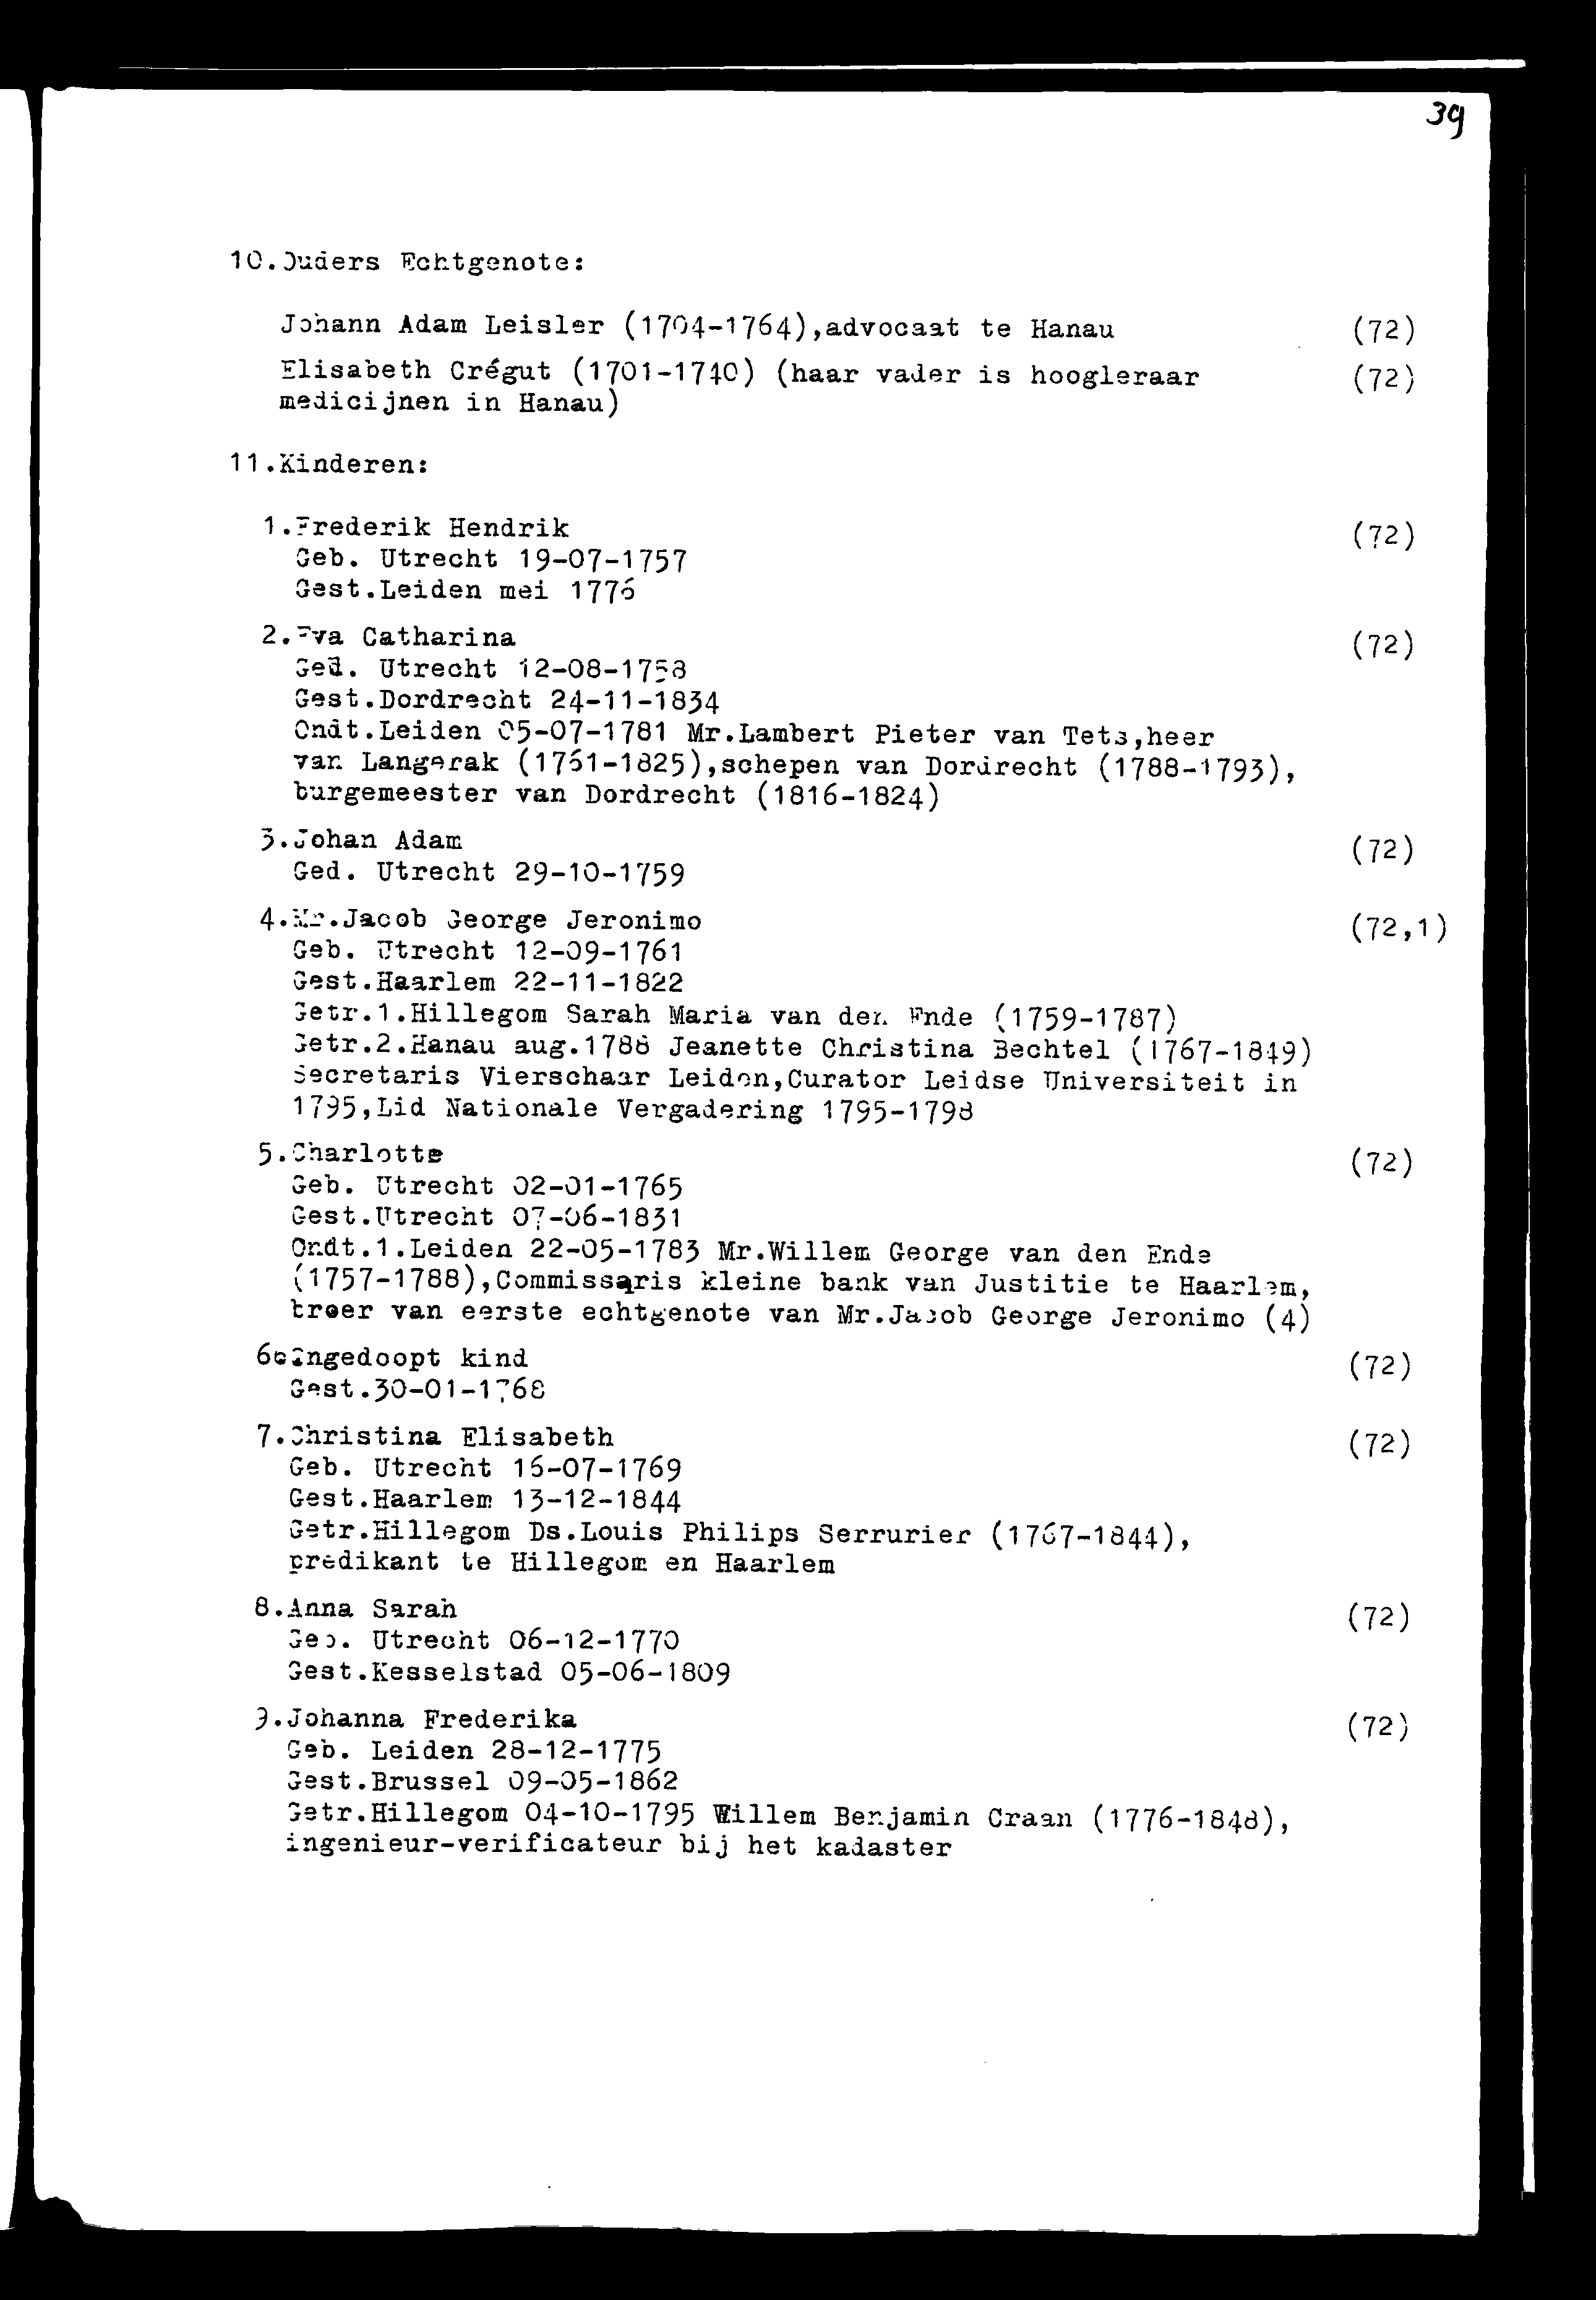 39
10.Ouders Echtgenote:
Johann Adam Leisler (1704-1764),advocaat te Hanau (72)
Elisabeth Crégut (1701-1740) (haar vader is hoogleraar (72)
medicijnen in Hanau)
11.Kinderen:
1.Frederik Hendrik (72)
Geb. Utrecht 19-07-1757
Gest.Leiden mei 1776
2.Eva Catharina (72)
Ged. Utrecht 12-08-1758
Gest.Dordrecht 24-11-1834
Ondt.Leiden 05-07-1781 Mr.Lambert Pieter van Tets,heer
van Langerak (1761-1825),schepen van Dordrecht (1788-1793),
burgemeester van Dordrecht (1816-1824)
3.Johan Adam (72)
Ged. Utrecht 29-10-1759
4.Mr.Jacob George Jeronimo (72,1)
Geb. Utrecht 12-09-1761
Gest.Haarlem 22-11-1822
Getr.1.Hillegom Sarah Maria van den Ende (1759-1787)
Getr.2.Hanau aug.1788 Jeanette Christina Bechtel (1767-1849)
Secretaris Vierschaar Leiden,Curator Leidse Universiteit in
1795,Lid Nationale Vergadering 1795-1798
5.Charlotte (72)
Geb. Utrecht 02-01-1765
Gest.Utrecht 07-06-1831
Ondt.1.Leiden 22-05-1783 Mr.Willem George van den Ende
(1757-1788),Commissaris kleine bank van Justitie te Haarlem,
broer van eerste echtgenote van Mr.Jacob George Jeronimo (4)
6.Ongedoopt kind (72)
Gest.30-01-1768
7.Christina Elisabeth (72)
Geb. Utrecht 16-07-1769
Gest.Haarlem 13-12-1844
Getr.Hillegom Ds.Louis Philips Serrurier (1767-1844),
predikant te Hillegom en Haarlem
8.Anna Sarah (72)
Geb. Utrecht 06-12-1770
Gest.Kesselstad 05-06-1809
9.Johanna Frederika (72)
Geb. Leiden 28-12-1775
Gest.Brussel 09-05-1862
Getr.Hillegom 04-10-1795 Willem Benjamin Craan (1776-1848),
ingenieur-verificateur bij het kadaster